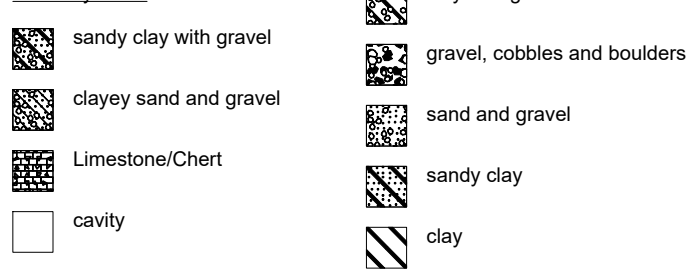 sandy clay with gravel
clayey sand and gravel
Limestone/Chert
cavity
gravel, cobbles and boulders
sand and gravel
sandy clay
clay